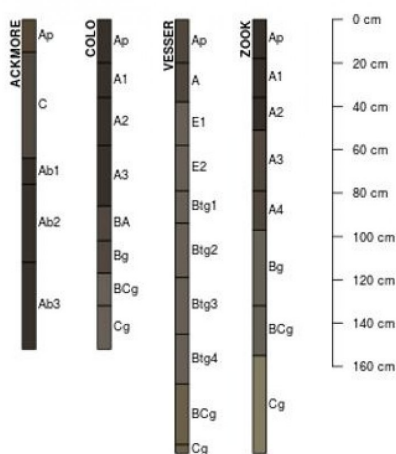 ACKMORE
Ap
C
Ab1
Ab2
Ab3
COLO
Ap
A1
A2
A3
BA
Bg
BCg
Cg
VESSER
Ap
A
E1
E2
Btg1
Btg2
Btg3
Btg4
BCg
Cg
ZOOK
Ap
A1
A2
A3
A4
Bg
BCg
Cg
0 cm
20 cm
40 cm
60 cm
80 cm
100 cm
120 cm
140 cm
160 cm